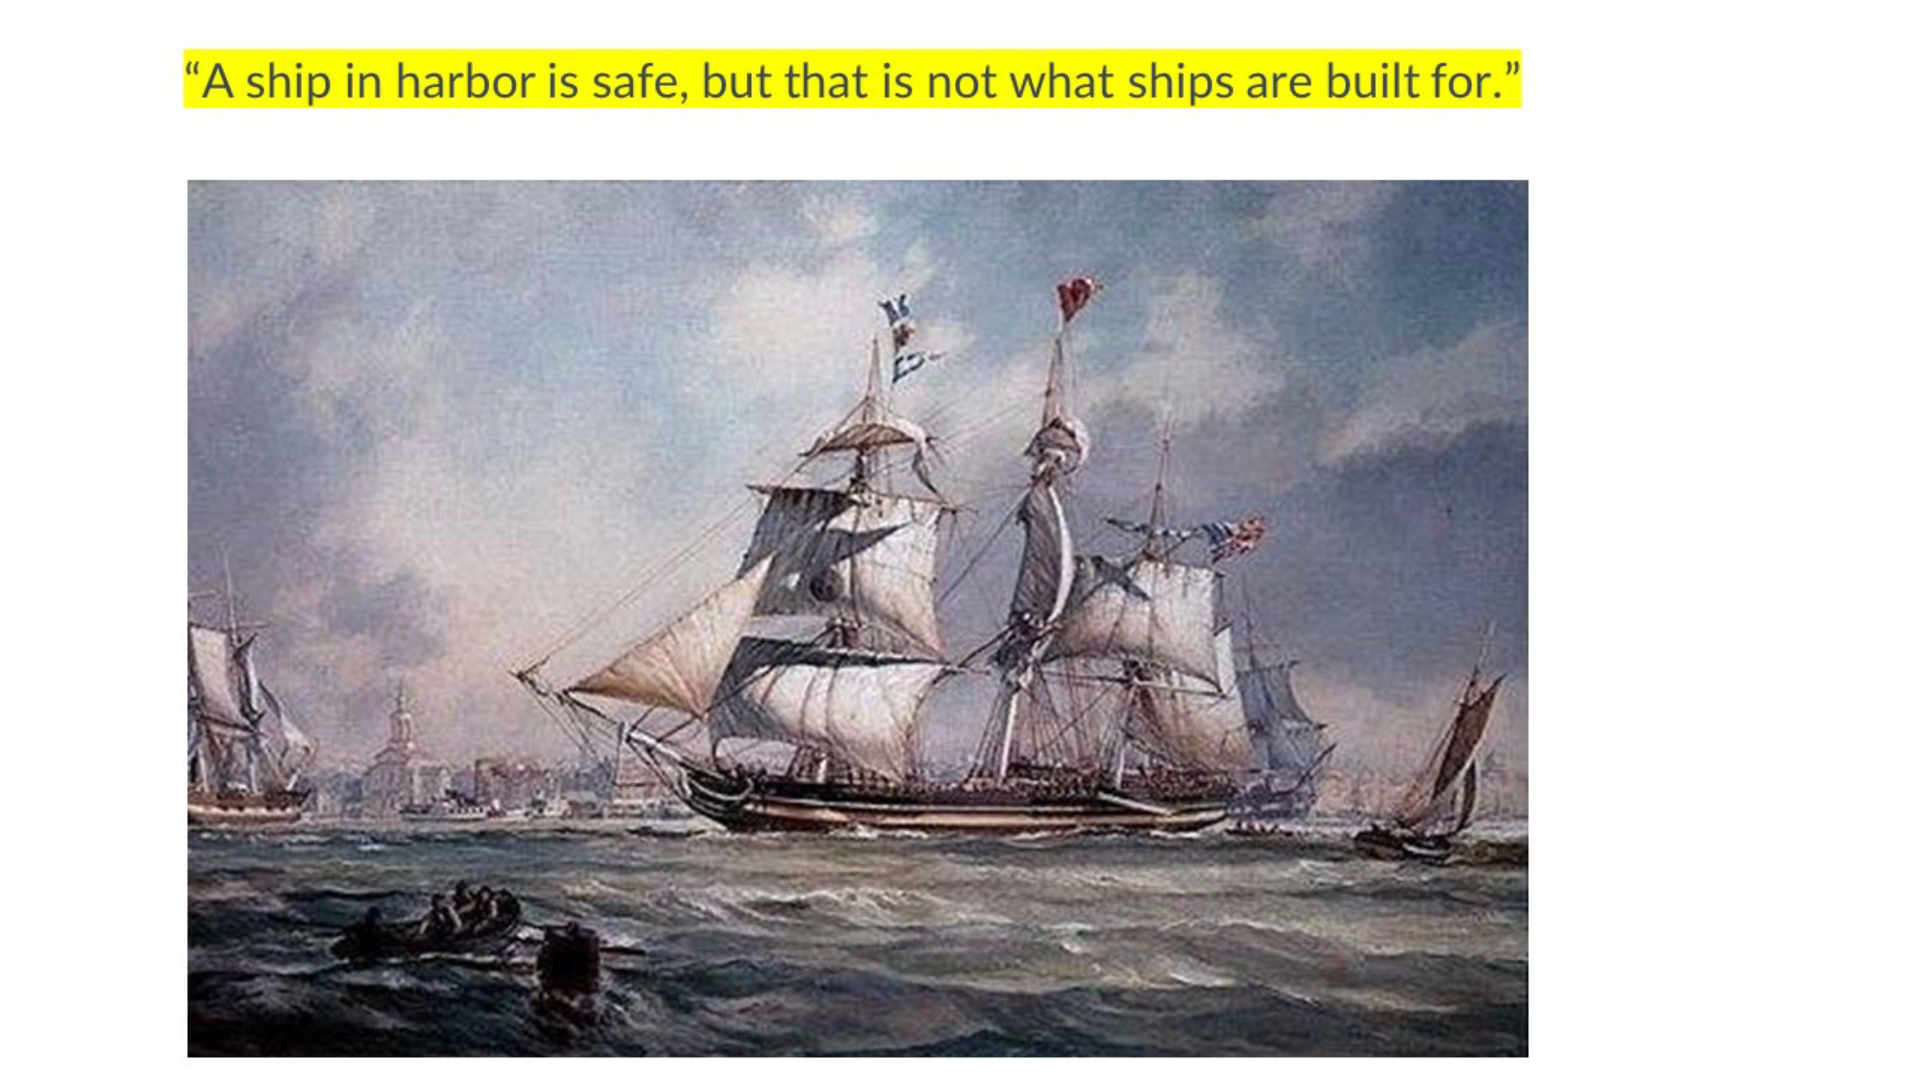 “A ship in harbor is safe, but that is not what ships are built for.”